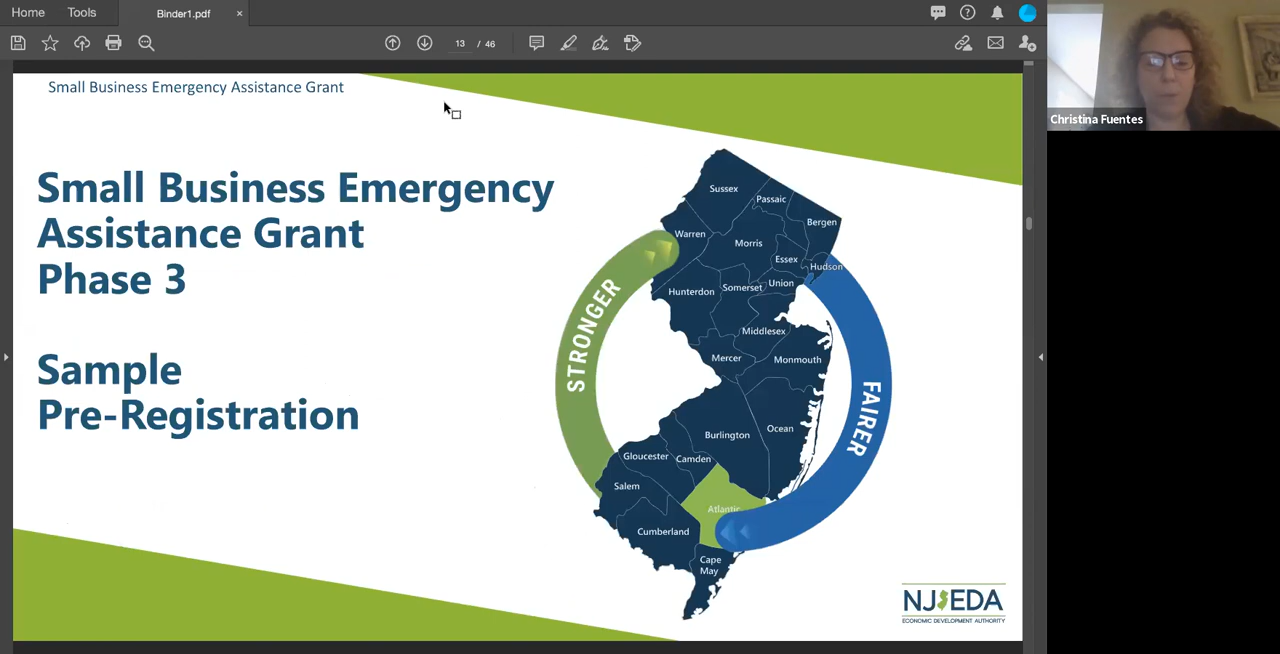 Home Tools Binder1.pdf ×
13 / 46
Christina Fuentes
Small Business Emergency Assistance Grant
Small Business Emergency
Assistance Grant
Phase 3
Sample
Pre-Registration
STRONGER
FAIRER
Sussex
Passaic
Bergen
Warren
Morris
Essex
Hudson
Hunterdon
Somerset
Union
Middlesex
Mercer
Monmouth
Ocean
Burlington
Gloucester
Camden
Salem
Atlantic
Cumberland
Cape
May
NJEDA
ECONOMIC DEVELOPMENT AUTHORITY